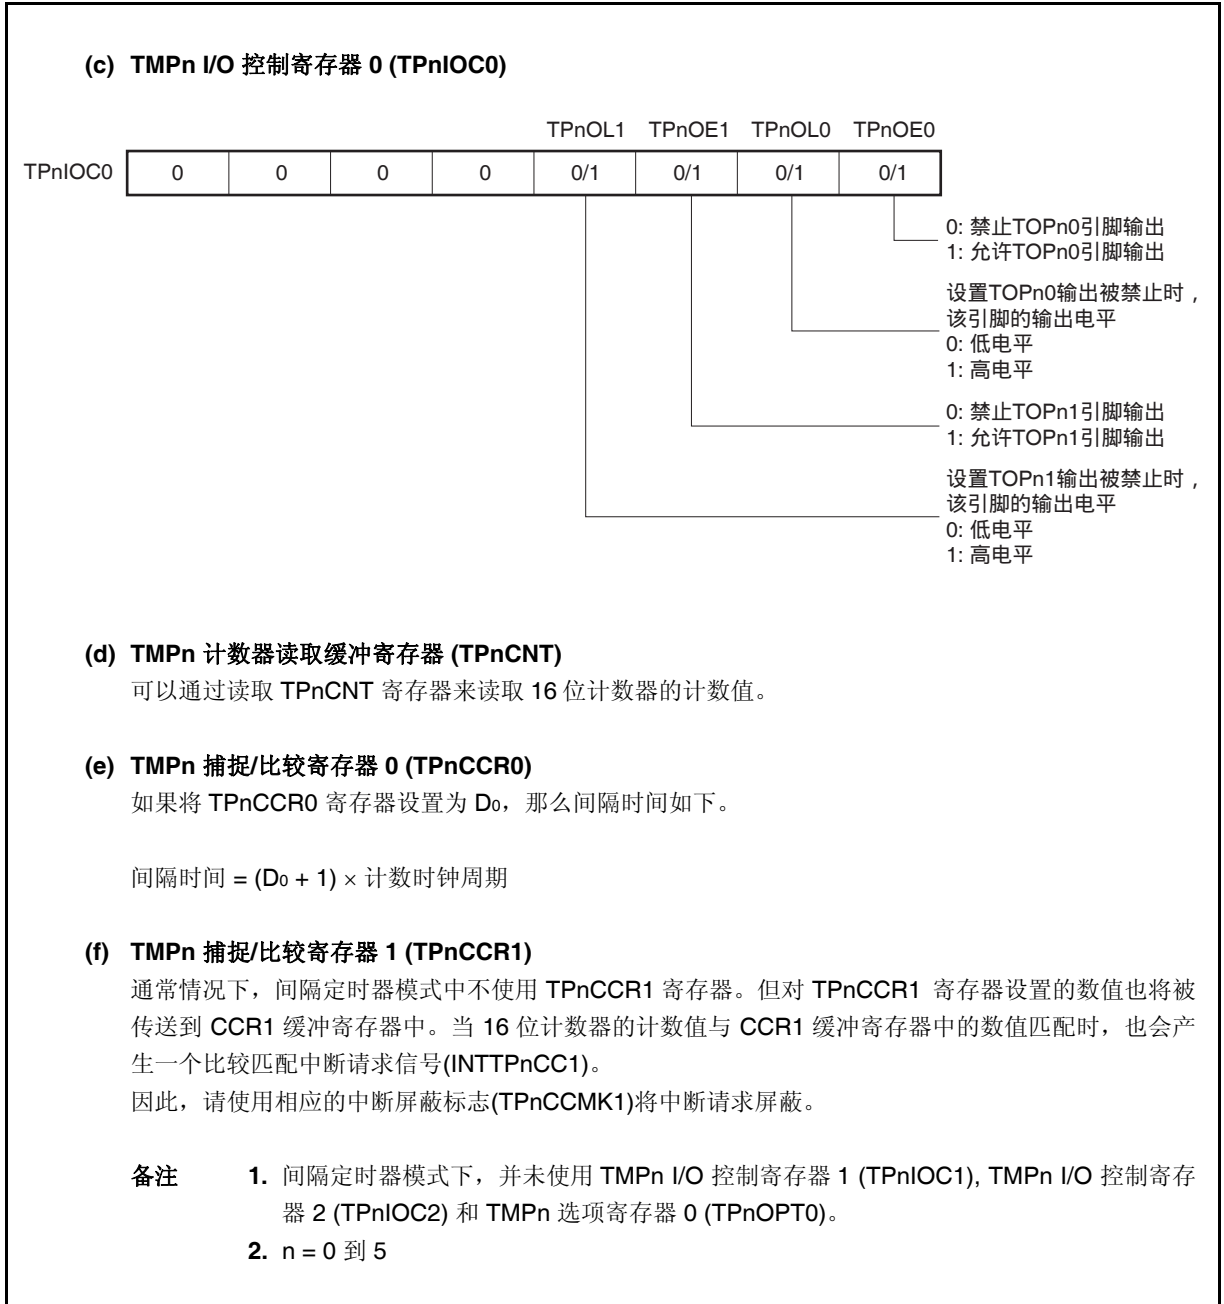 (c) TMPn I/O 控制寄存器 0 (TPnIOC0)
TPnOL1 TPnOE1 TPnOL0 TPnOE0
TPnIOC0 0 0 0 0 0/1 0/1 0/1 0/1
0: 禁止TOPn0引脚输出
1: 允许TOPn0引脚输出
设置TOPn0输出被禁止时，
该引脚的输出电平
0: 低电平
1: 高电平
0: 禁止TOPn1引脚输出
1: 允许TOPn1引脚输出
设置TOPn1输出被禁止时，
该引脚的输出电平
0: 低电平
1: 高电平
(d) TMPn 计数器读取缓冲寄存器 (TPnCNT)
可以通过读取 TPnCNT 寄存器来读取 16 位计数器的计数值。
(e) TMPn 捕捉/比较寄存器 0 (TPnCCR0)
如果将 TPnCCR0 寄存器设置为 D0，那么间隔时间如下。
间隔时间 = (D0 + 1) × 计数时钟周期
(f) TMPn 捕捉/比较寄存器 1 (TPnCCR1)
通常情况下，间隔定时器模式中不使用 TPnCCR1 寄存器。但对 TPnCCR1 寄存器设置的数值也将被
传送到 CCR1 缓冲寄存器中。当 16 位计数器的计数值与 CCR1 缓冲寄存器中的数值匹配时，也会产
生一个比较匹配中断请求信号(INTTPnCC1)。
因此，请使用相应的中断屏蔽标志(TPnCCMK1)将中断请求屏蔽。
备注 1. 间隔定时器模式下，并未使用 TMPn I/O 控制寄存器 1 (TPnIOC1), TMPn I/O 控制寄存
器 2 (TPnIOC2) 和 TMPn 选项寄存器 0 (TPnOPT0)。
2. n = 0 到 5